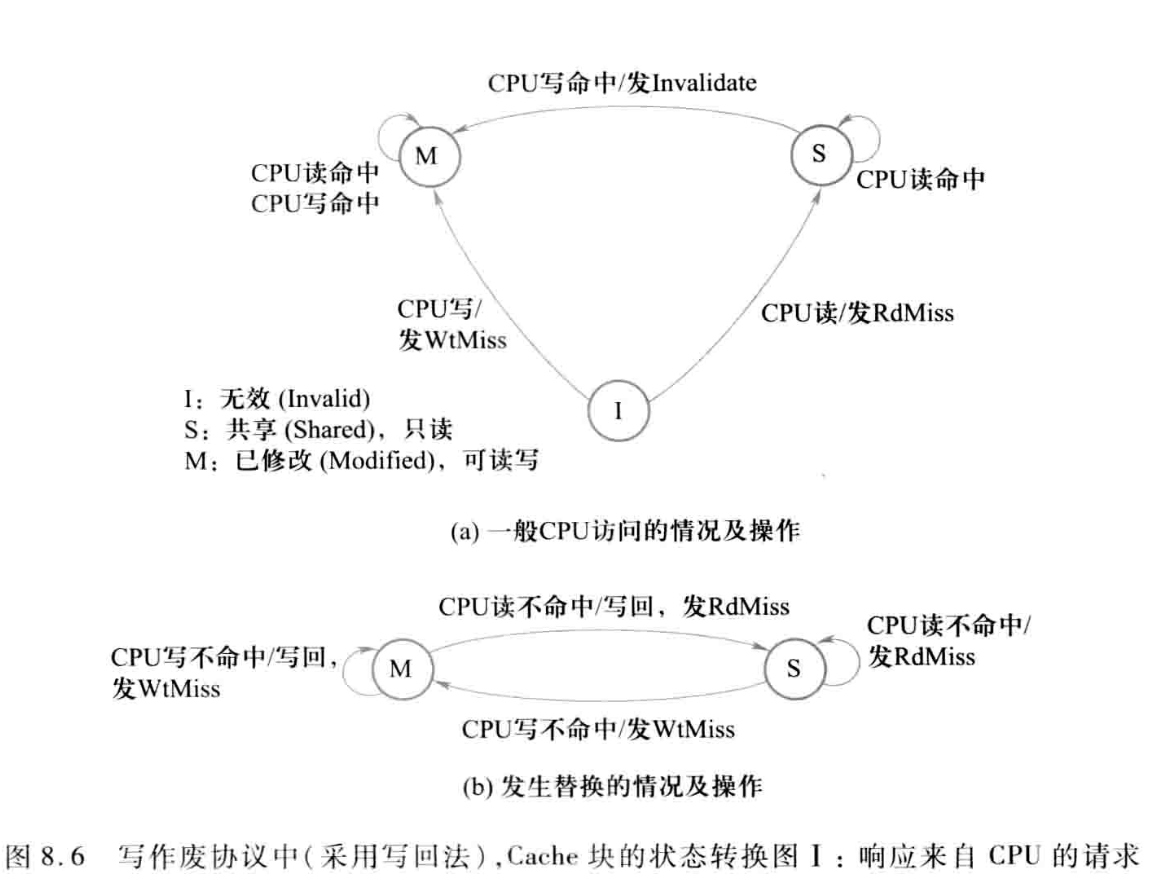 CPU写命中/发Invalidate
M
S
CPU读命中
CPU写命中
CPU读命中
CPU写/
发WtMiss
CPU读/发RdMiss
I
I：无效 (Invalid)
S：共享 (Shared)，只读
M：已修改 (Modified)，可读写
(a) 一般CPU访问的情况及操作
CPU读不命中/写回，发RdMiss
CPU写不命中/写回，
发WtMiss
M
S
CPU读不命中/
发RdMiss
CPU写不命中/发WtMiss
(b) 发生替换的情况及操作
图 8.6 写作废协议中(采用写回法),Cache 块的状态转换图 Ⅰ：响应来自 CPU 的请求